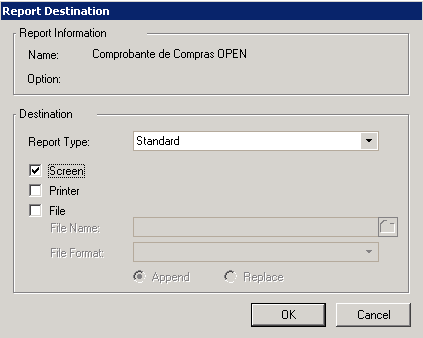 Report Destination
Report Information
Name: Comprobante de Compras OPEN
Option:
Destination
Report Type: Standard
Screen
Printer
File
File Name:
File Format:
Append Replace
OK Cancel